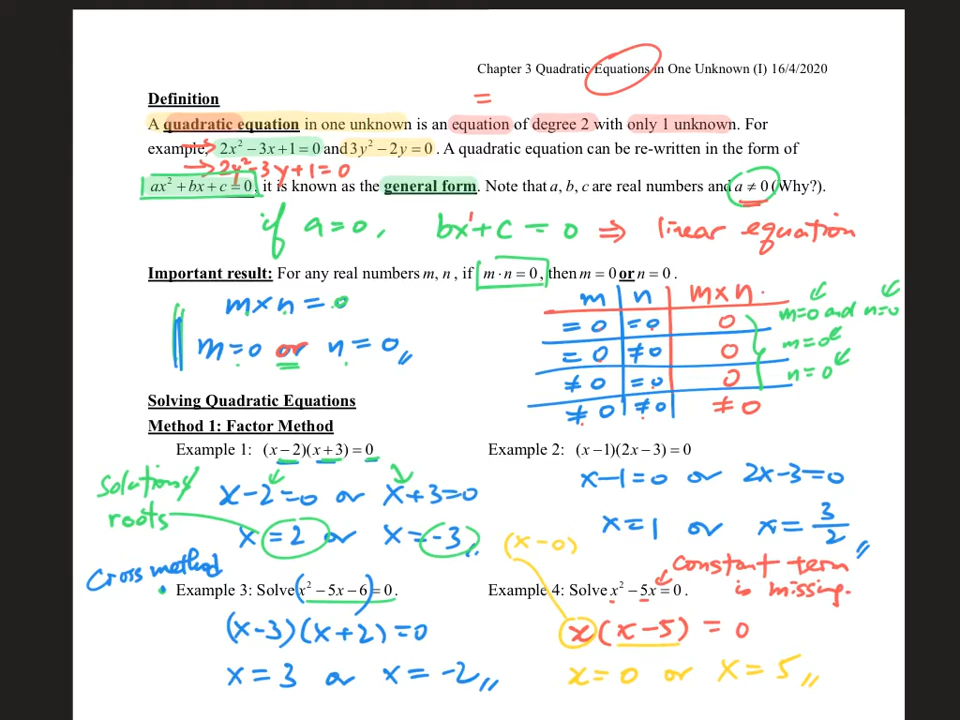 Chapter 3 Quadratic Equations in One Unknown (I) 16/4/2020
Definition
=
A quadratic equation in one unknown is an equation of degree 2 with only 1 unknown. For
example, 2x² − 3x + 1 = 0 and 3y² − 2y = 0. A quadratic equation can be re-written in the form of
→ 2y² − 3y + 1 = 0
ax² + bx + c = 0, it is known as the general form. Note that a, b, c are real numbers and a ≠ 0 (Why?).
if a = 0, bx¹ + c = 0 ⇒ linear equation
Important result: For any real numbers m, n, if m · n = 0, then m = 0 or n = 0.
m × n = 0
m = 0 or n = 0
m | n | m × n
= 0 | = 0 | 0
m = 0 and n = 0
= 0 | ≠ 0 | 0
m = 0
≠ 0 | = 0 | 0
n = 0
≠ 0 | ≠ 0 | ≠ 0
Solving Quadratic Equations
Method 1: Factor Method
Example 1: (x − 2)(x + 3) = 0
x − 2 = 0 or x + 3 = 0
Solutions/
roots
x = 2 or x = −3
Example 2: (x − 1)(2x − 3) = 0
x − 1 = 0 or 2x − 3 = 0
x = 1 or x = 3/2
Cross method
Example 3: Solve x² − 5x − 6 = 0.
(x − 3)(x + 2) = 0
x = 3 or x = −2
(x − 0)
Constant term
is missing.
Example 4: Solve x² − 5x = 0.
x(x − 5) = 0
x = 0 or x = 5